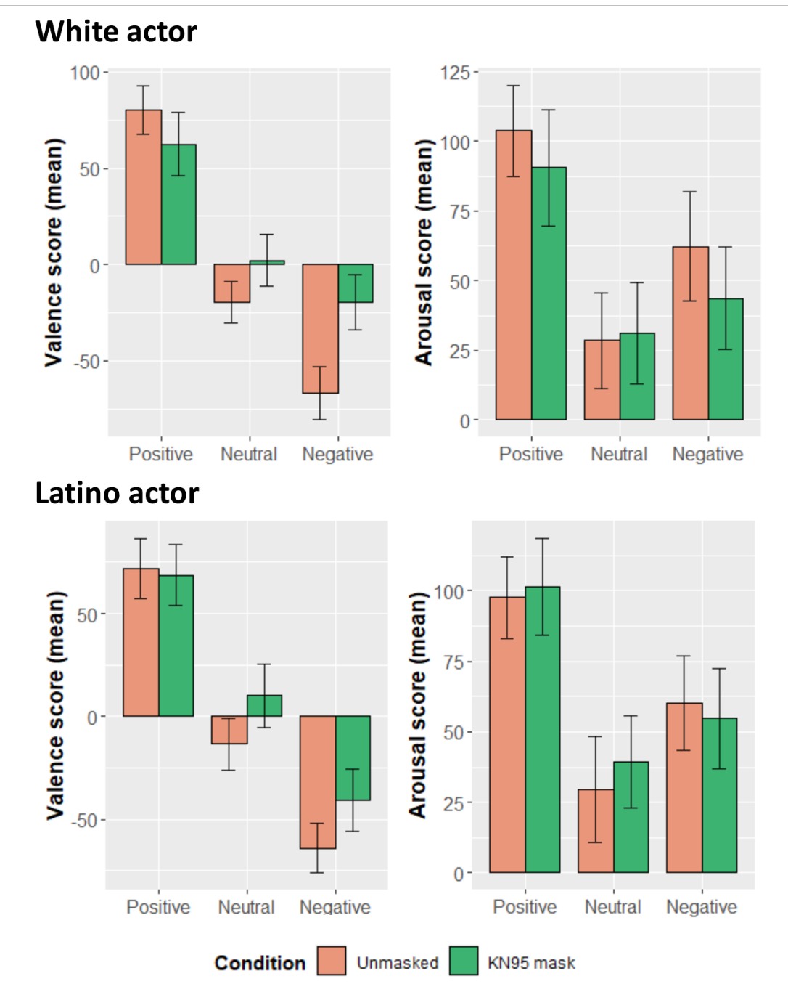 White actor
Valence score (mean)
100
50
0
-50
Positive Neutral Negative
Arousal score (mean)
125
100
75
50
25
0
Positive Neutral Negative
Latino actor
Valence score (mean)
50
0
-50
Positive Neutral Negative
Arousal score (mean)
100
75
50
25
0
Positive Neutral Negative
Condition Unmasked KN95 mask